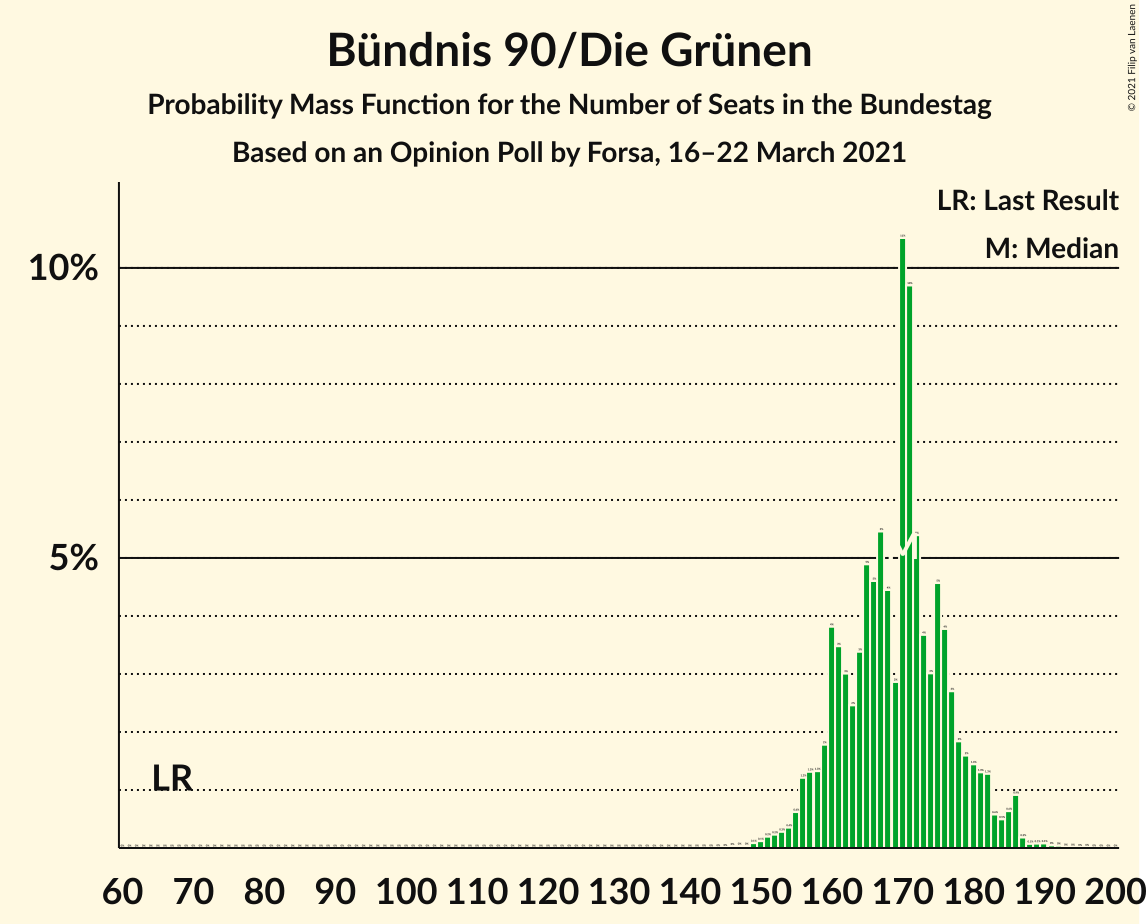 Bündnis 90/Die Grünen
Probability Mass Function for the Number of Seats in the Bundestag
Based on an Opinion Poll by Forsa, 16–22 March 2021
© 2021 Filip van Laenen
LR: Last Result
M: Median
10%
5%
LR
60 70 80 90 100 110 120 130 140 150 160 170 180 190 200